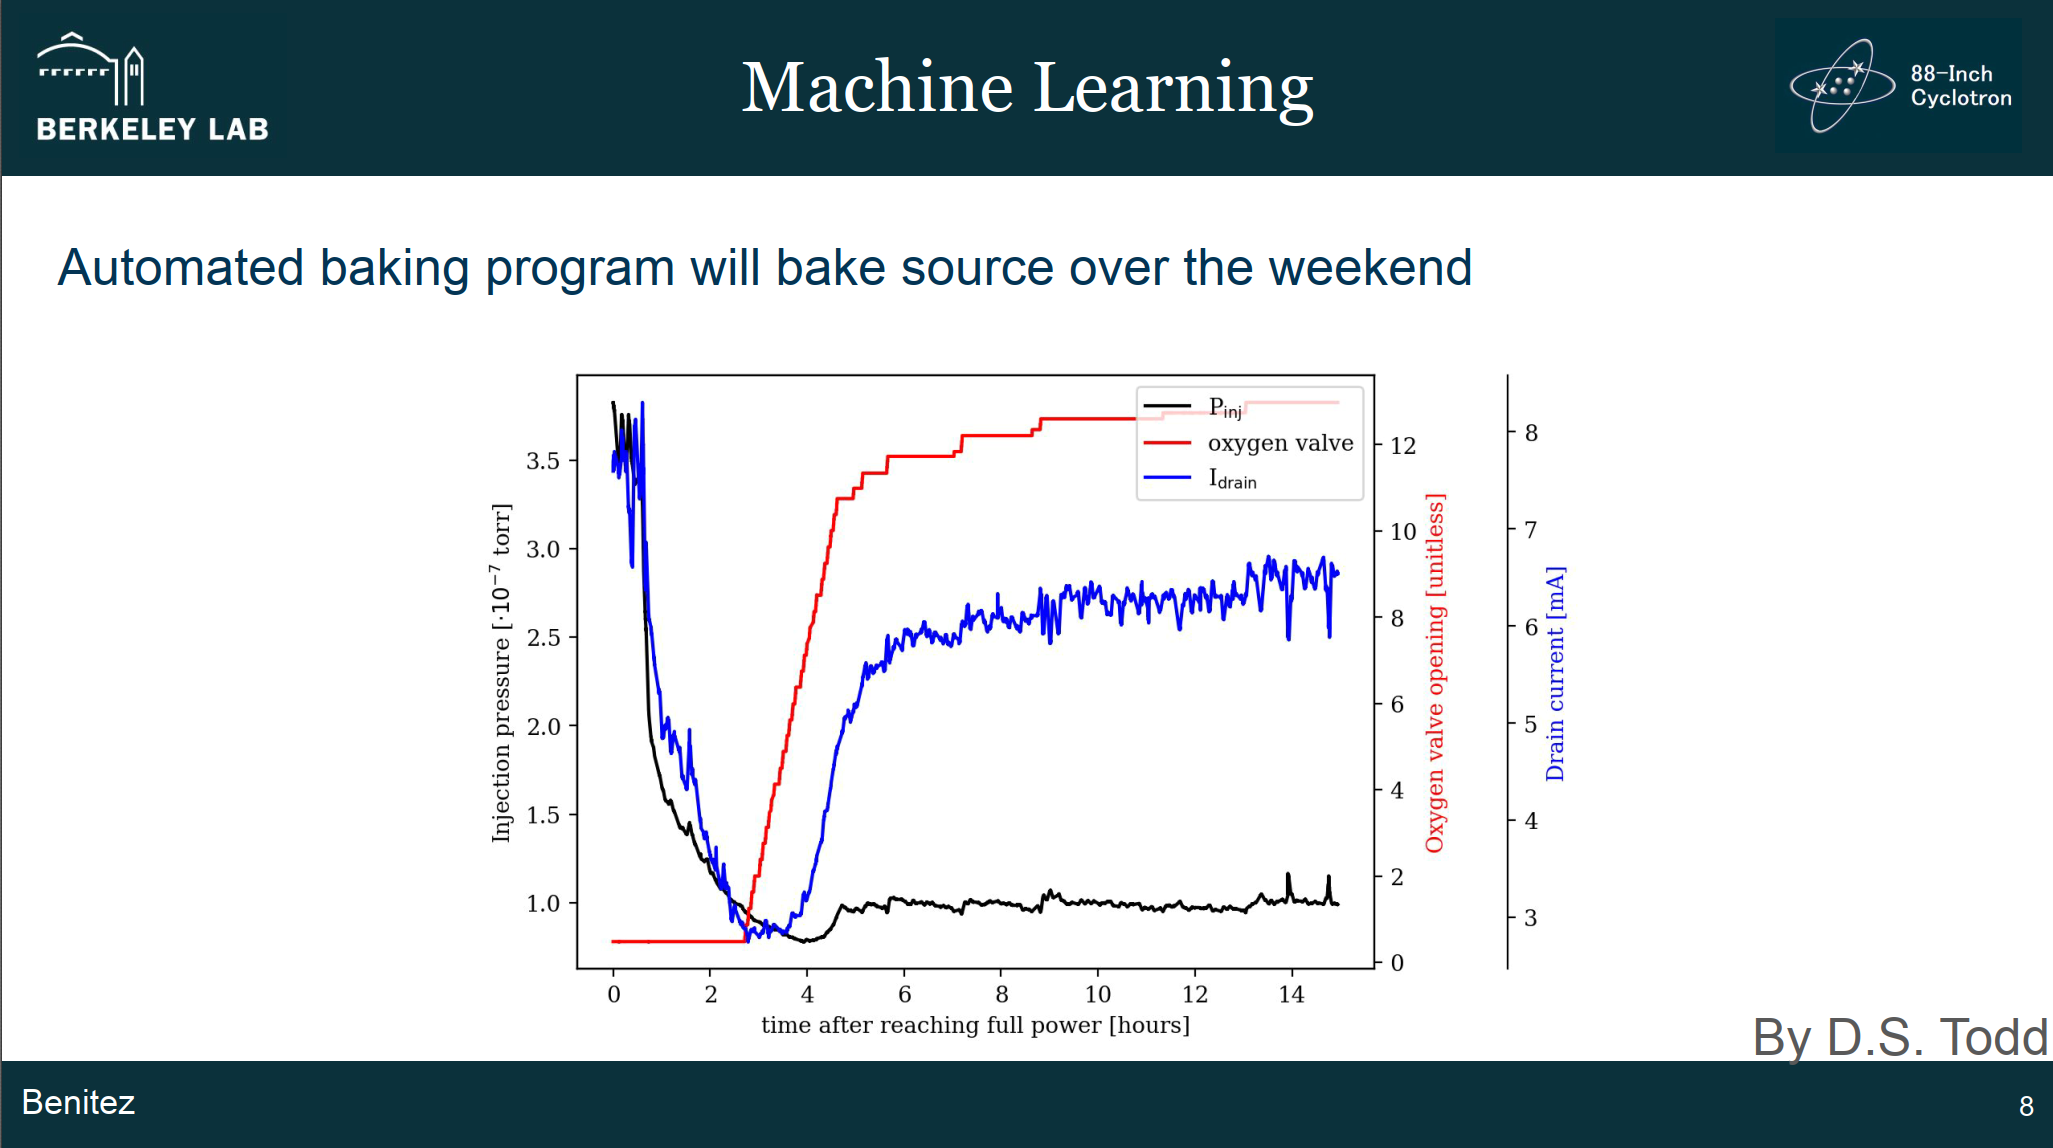 BERKELEY LAB
Machine Learning
88-Inch
Cyclotron
Automated baking program will bake source over the weekend
Injection pressure [·10⁻⁷ torr]
3.5
3.0
2.5
2.0
1.5
1.0
P_inj
oxygen valve
I_drain
12
10
8
6
4
2
0
Oxygen valve opening [unitless]
8
7
6
5
4
3
Drain current [mA]
0 2 4 6 8 10 12 14
time after reaching full power [hours]
By D.S. Todd
Benitez
8